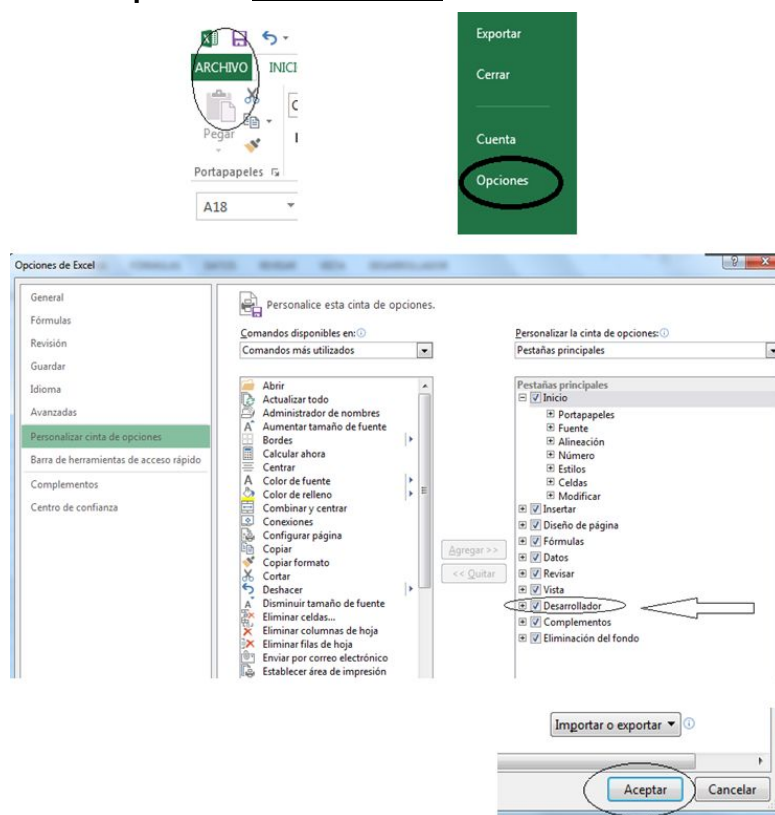 ARCHIVO INICI
Pegar
Portapapeles
A18
Exportar
Cerrar
Cuenta
Opciones
Opciones de Excel
General
Fórmulas
Revisión
Guardar
Idioma
Avanzadas
Personalizar cinta de opciones
Barra de herramientas de acceso rápido
Complementos
Centro de confianza
Personalice esta cinta de opciones.
Comandos disponibles en:
Comandos más utilizados
Abrir
Actualizar todo
Administrador de nombres
Aumentar tamaño de fuente
Bordes
Calcular ahora
Centrar
Color de fuente
Color de relleno
Combinar y centrar
Conexiones
Configurar página
Copiar
Copiar formato
Cortar
Deshacer
Disminuir tamaño de fuente
Eliminar celdas...
Eliminar columnas de hoja
Eliminar filas de hoja
Enviar por correo electrónico
Establecer área de impresión
Agregar >>
<< Quitar
Personalizar la cinta de opciones:
Pestañas principales
Pestañas principales
Inicio
Portapapeles
Fuente
Alineación
Número
Estilos
Celdas
Modificar
Insertar
Diseño de página
Fórmulas
Datos
Revisar
Vista
Desarrollador
Complementos
Eliminación del fondo
Importar o exportar
Aceptar Cancelar